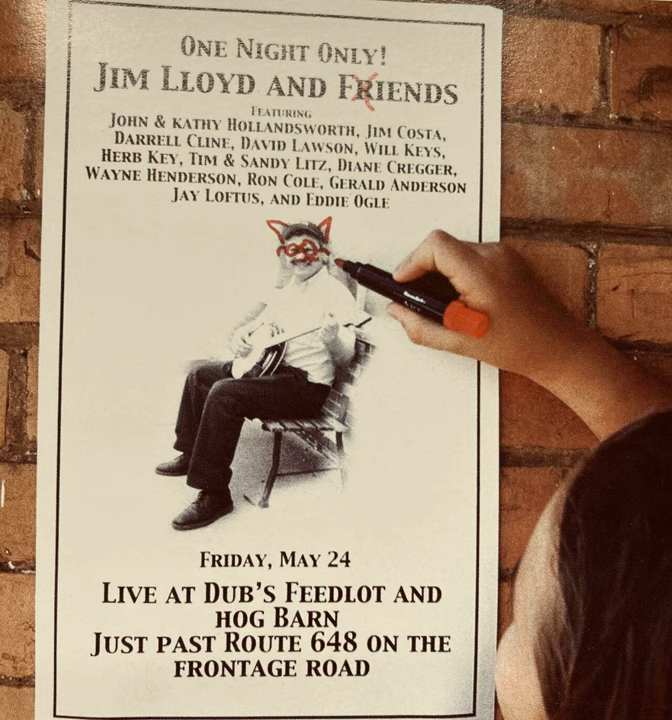 One Night Only!
Jim Lloyd and Friends
Featuring
John & Kathy Hollandsworth, Jim Costa,
Darrell Cline, David Lawson, Will Keys,
Herb Key, Tim & Sandy Litz, Diane Cregger,
Wayne Henderson, Ron Cole, Gerald Anderson
Jay Loftus, and Eddie Ogle
Friday, May 24
Live at Dub's Feedlot and
hog Barn
Just past Route 648 on the
frontage road